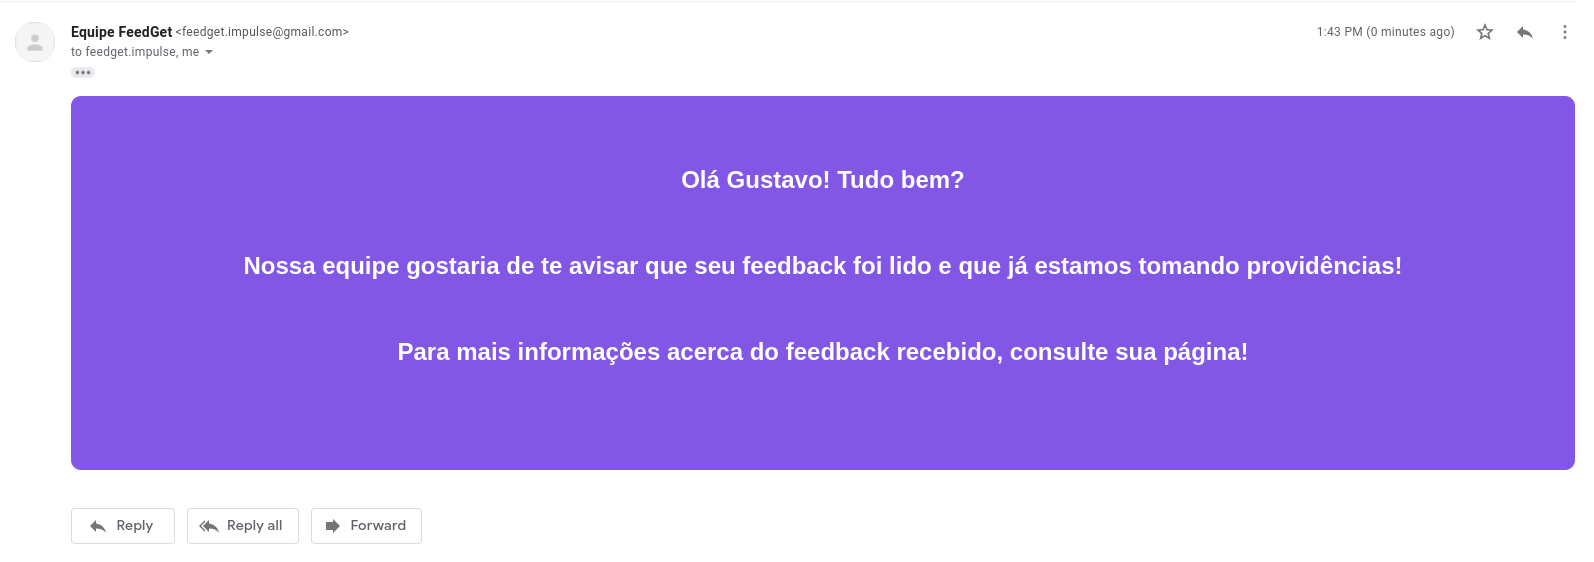 Equipe FeedGet <feedget.impulse@gmail.com> 1:43 PM (0 minutes ago)
to feedget.impulse, me
Olá Gustavo! Tudo bem?
Nossa equipe gostaria de te avisar que seu feedback foi lido e que já estamos tomando providências!
Para mais informações acerca do feedback recebido, consulte sua página!
Reply Reply all Forward